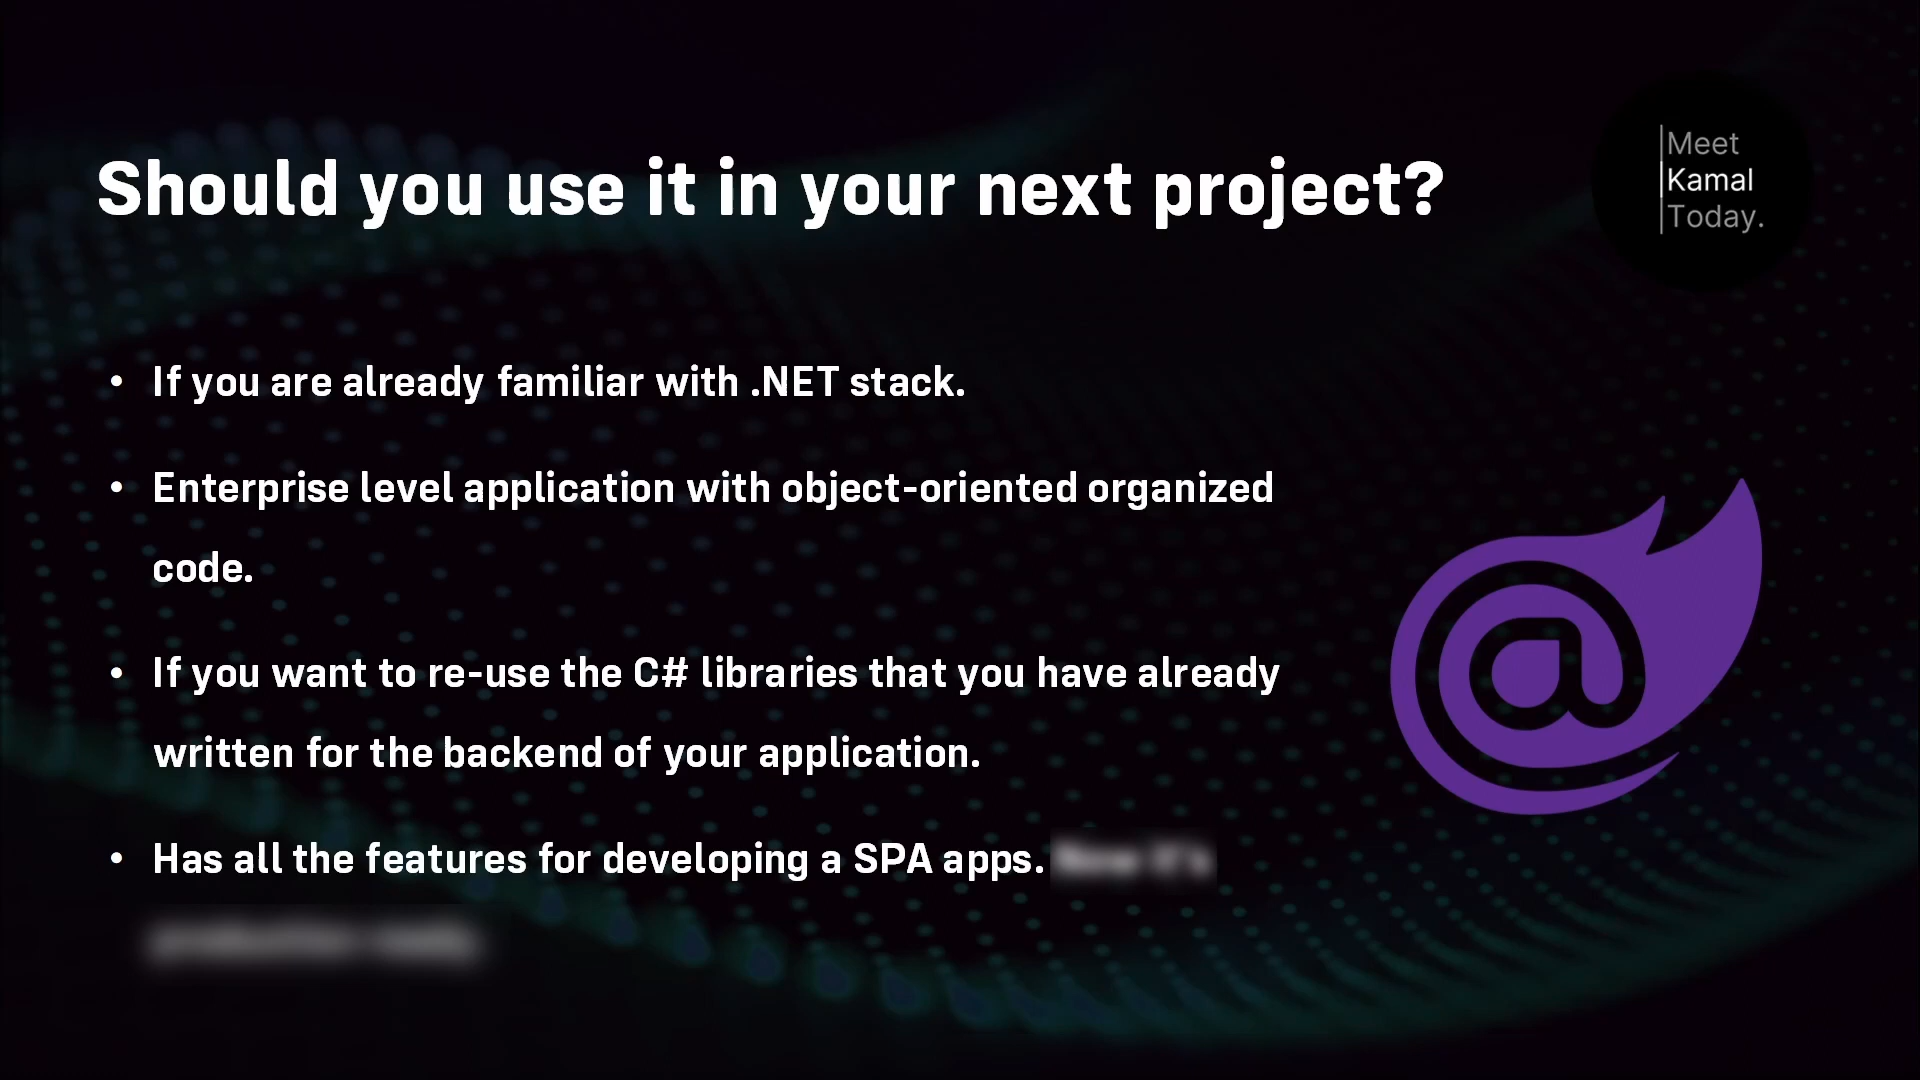 Should you use it in your next project?
Meet
Kamal
Today.
• If you are already familiar with .NET stack.
• Enterprise level application with object-oriented organized
code.
• If you want to re-use the C# libraries that you have already
written for the backend of your application.
• Has all the features for developing a SPA apps.